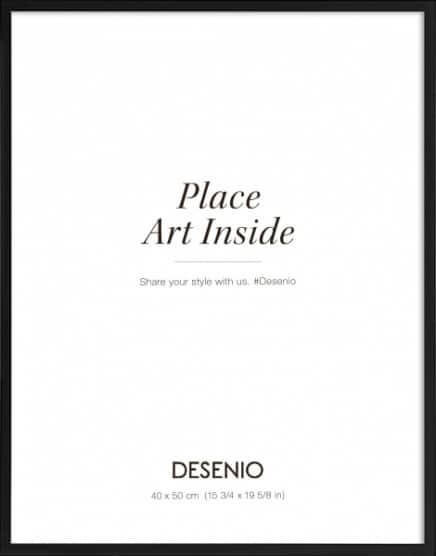 Place
Art Inside
Share your style with us. #Desenio
DESENIO
40 x 50 cm (15 3/4 x 19 5/8 in)